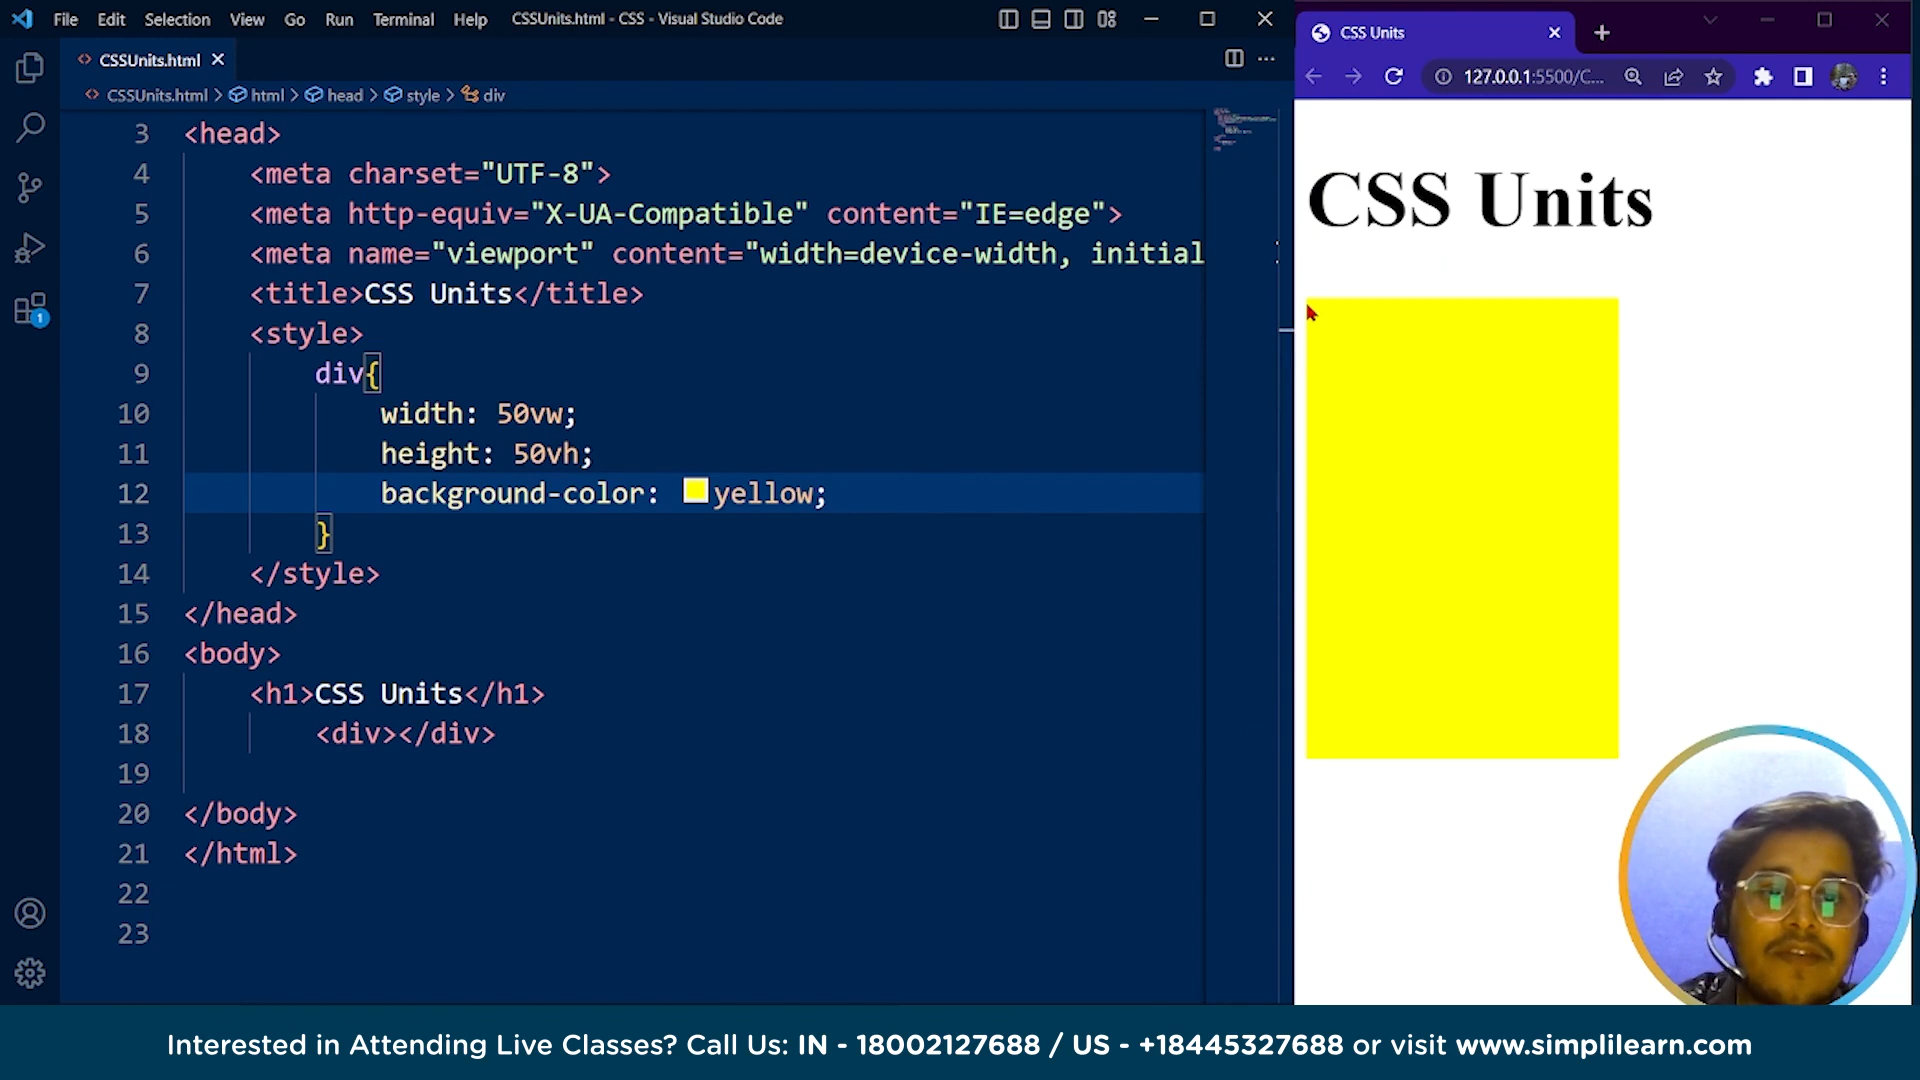 File Edit Selection View Go Run Terminal Help CSSUnits.html - CSS - Visual Studio Code
CSSUnits.html
CSSUnits.html > html > head > style > div
3 <head>
4 <meta charset="UTF-8">
5 <meta http-equiv="X-UA-Compatible" content="IE=edge">
6 <meta name="viewport" content="width=device-width, initial
7 <title>CSS Units</title>
8 <style>
9 div{
10 width: 50vw;
11 height: 50vh;
12 background-color: yellow;
13 }
14 </style>
15 </head>
16 <body>
17 <h1>CSS Units</h1>
18 <div></div>
19
20 </body>
21 </html>
22
23
1
CSS Units
127.0.0.1:5500/C...
CSS Units
Interested in Attending Live Classes? Call Us: IN - 18002127688 / US - +18445327688 or visit www.simplilearn.com